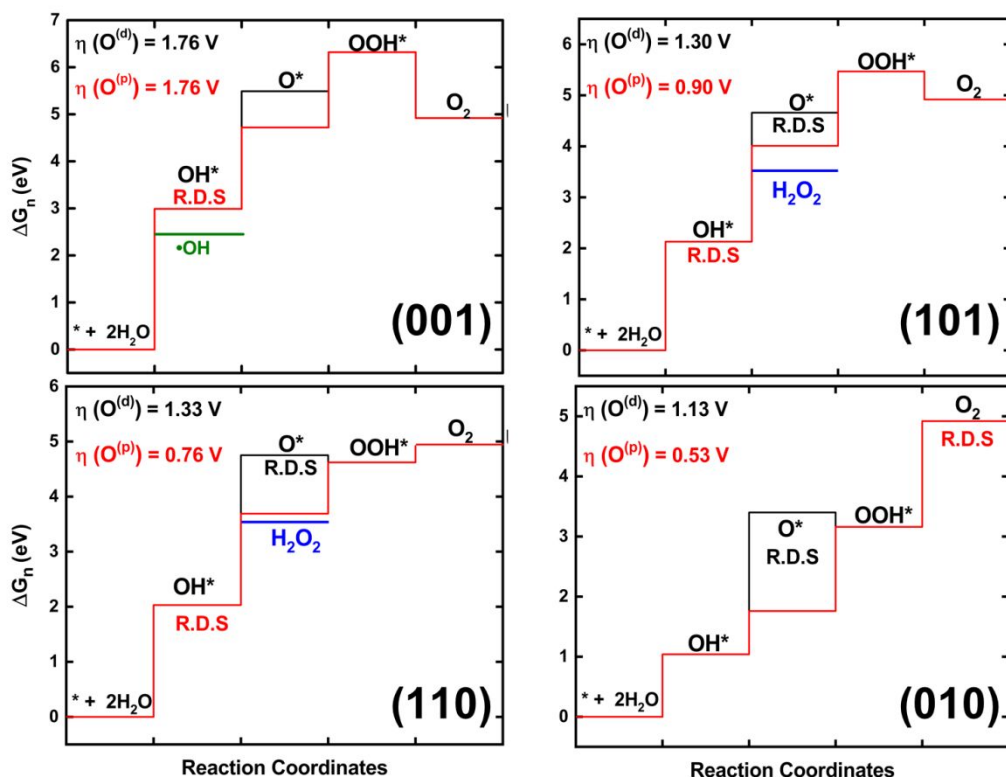 η (O(d)) = 1.76 V
η (O(p)) = 1.76 V
OOH*
O*
O2
OH*
R.D.S
•OH
* + 2H2O
(001)
ΔGn (eV)
7
6
5
4
3
2
1
0
η (O(d)) = 1.30 V
η (O(p)) = 0.90 V
OOH*
O*
R.D.S
O2
H2O2
OH*
R.D.S
* + 2H2O
(101)
6
5
4
3
2
1
0
η (O(d)) = 1.33 V
η (O(p)) = 0.76 V
O*
R.D.S
OOH*
O2
H2O2
OH*
R.D.S
* + 2H2O
(110)
ΔGn (eV)
6
5
4
3
2
1
0
Reaction Coordinates
η (O(d)) = 1.13 V
η (O(p)) = 0.53 V
O2
R.D.S
O*
R.D.S
OOH*
OH*
* + 2H2O
(010)
5
4
3
2
1
0
Reaction Coordinates